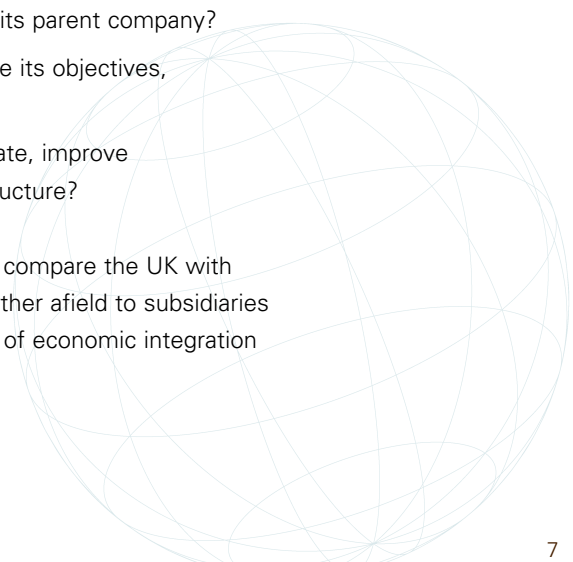 its parent company?
e its objectives,
ate, improve
ucture?
compare the UK with
ther afield to subsidiaries
of economic integration
7